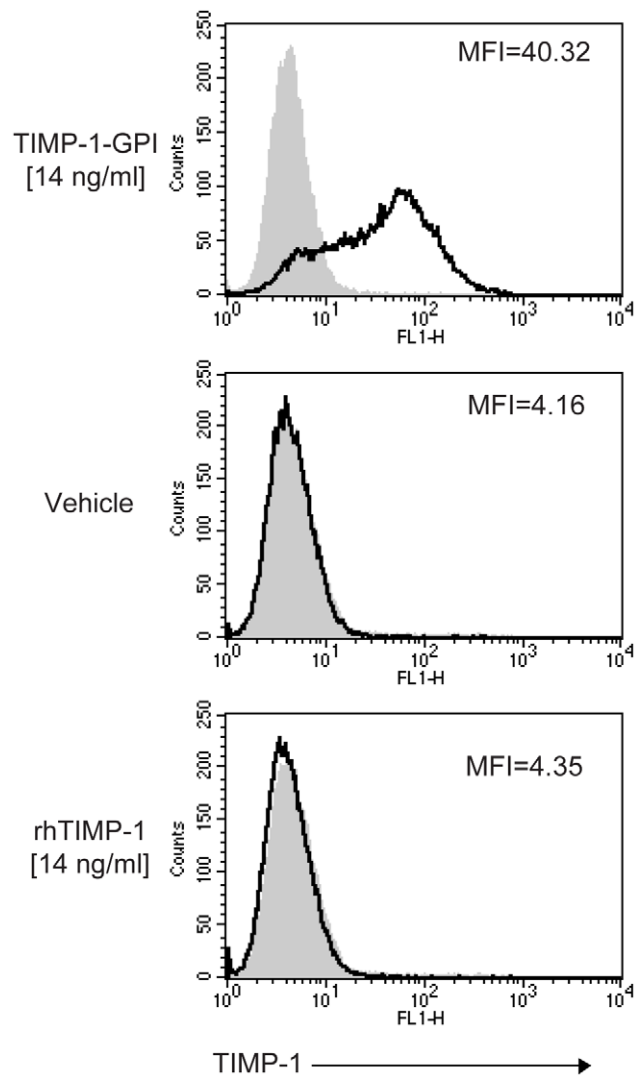 MFI=40.32
TIMP-1-GPI
[14 ng/ml]
Counts
250
200
150
100
50
0
10^0 10^1 10^2 10^3 10^4
FL1-H
MFI=4.16
Vehicle
Counts
250
200
150
100
50
0
10^0 10^1 10^2 10^3 10^4
FL1-H
MFI=4.35
rhTIMP-1
[14 ng/ml]
Counts
250
200
150
100
50
0
10^0 10^1 10^2 10^3 10^4
FL1-H
TIMP-1